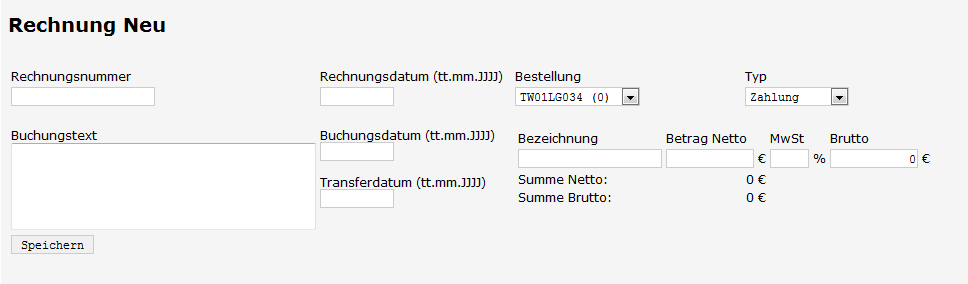 Rechnung Neu
Rechnungsnummer Rechnungsdatum (tt.mm.JJJJ) Bestellung Typ
TW01LG034 (0) Zahlung
Buchungstext Buchungsdatum (tt.mm.JJJJ) Bezeichnung Betrag Netto MwSt Brutto
€ % 0 €
Transferdatum (tt.mm.JJJJ) Summe Netto: 0 €
Summe Brutto: 0 €
Speichern